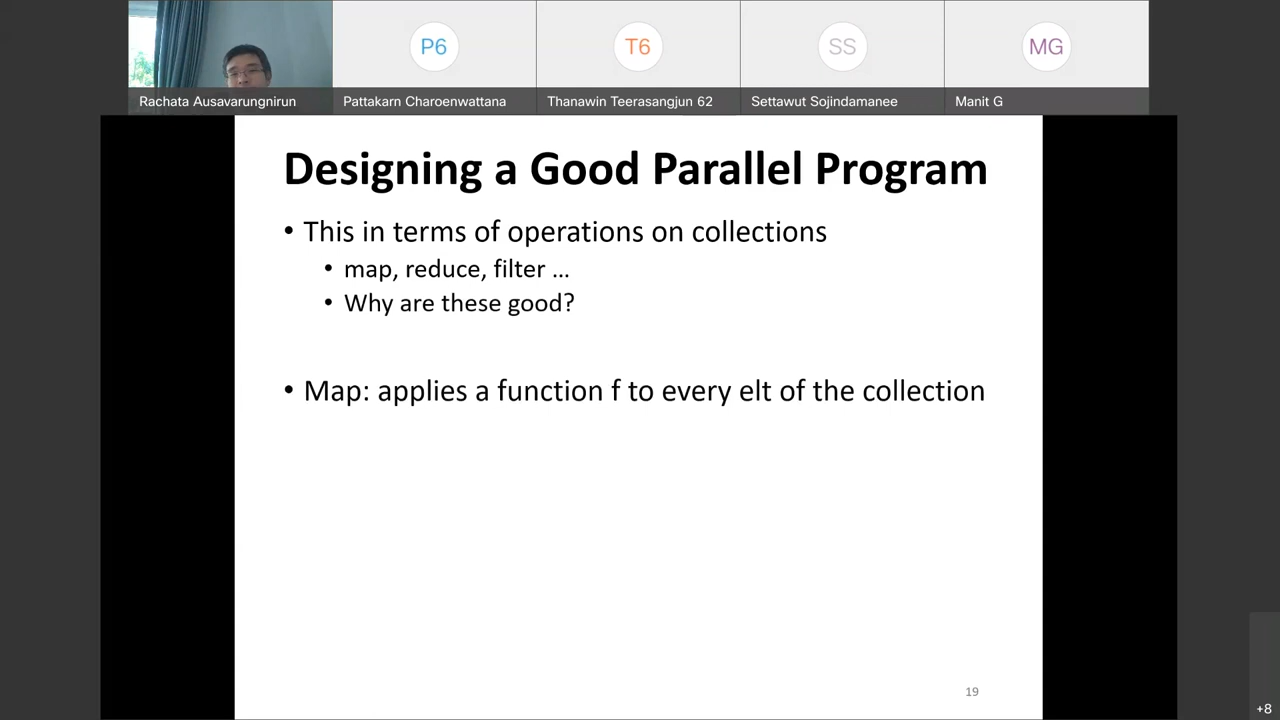 P6
T6
SS
MG
Rachata Ausavarungnirun
Pattakarn Charoenwattana
Thanawin Teerasangjun 62
Settawut Sojindamanee
Manit G
Designing a Good Parallel Program
• This in terms of operations on collections
• map, reduce, filter ...
• Why are these good?
• Map: applies a function f to every elt of the collection
19
+8